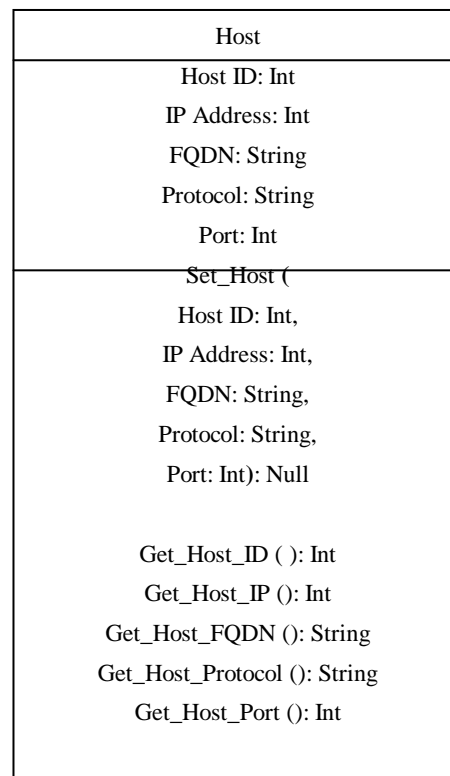 Host
Host ID: Int
IP Address: Int
FQDN: String
Protocol: String
Port: Int
Set_Host (
Host ID: Int,
IP Address: Int,
FQDN: String,
Protocol: String,
Port: Int): Null
Get_Host_ID ( ): Int
Get_Host_IP (): Int
Get_Host_FQDN (): String
Get_Host_Protocol (): String
Get_Host_Port (): Int